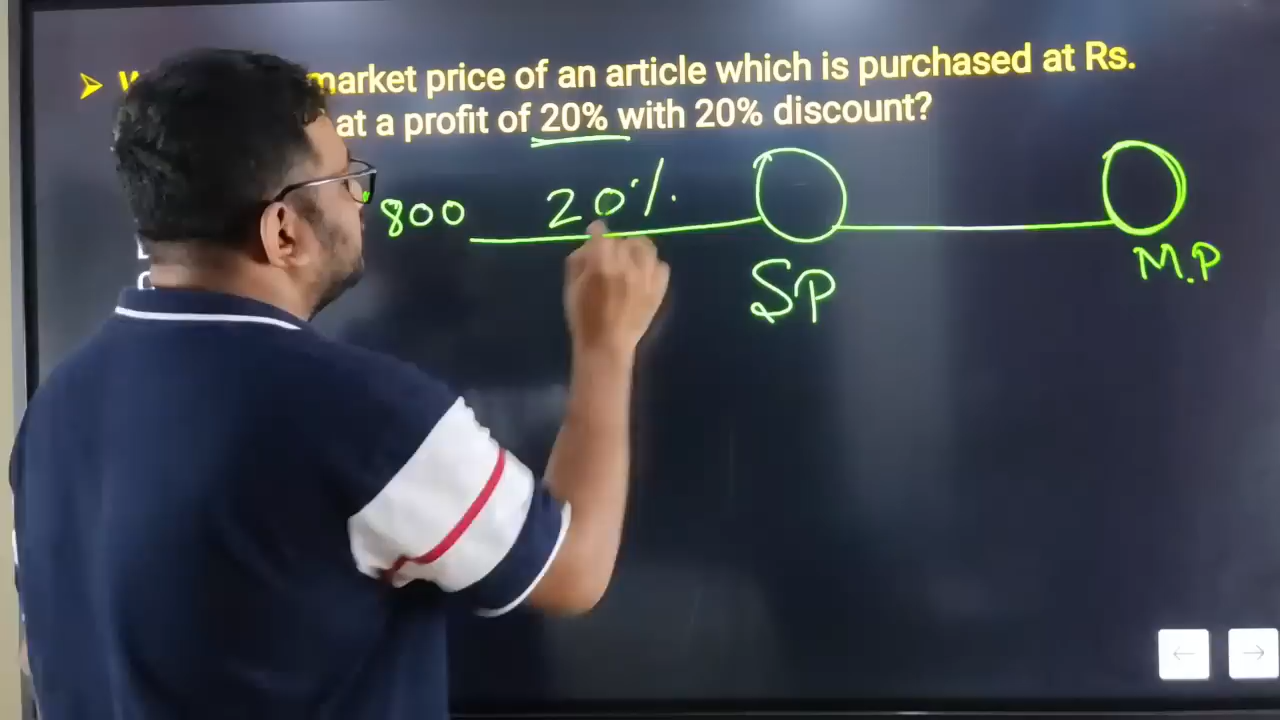 market price of an article which is purchased at Rs.
at a profit of 20% with 20% discount?
800 20%
SP M.P